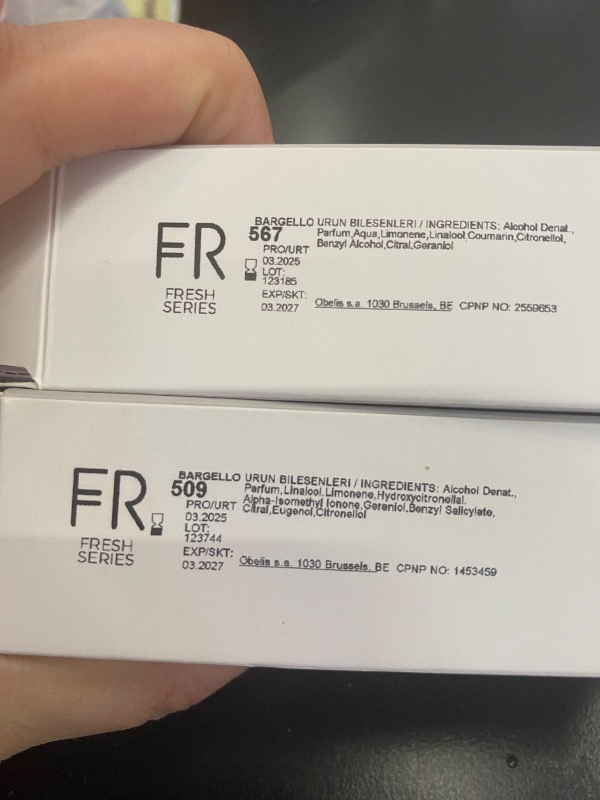 FR
FRESH
SERIES
BARGELLO URUN BILESENLERI / INGREDIENTS: Alcohol Denat.,
567
Parfum,Aqua,Limonene,Linalool,Coumarin,Citronellol,
Benzyl Alcohol,Citral,Geraniol
PRO/URT
03.2025
LOT:
123185
EXP/SKT:
03.2027
Obelis s.a. 1030 Brussels, BE CPNP NO: 2559653
FR
FRESH
SERIES
BARGELLO URUN BILESENLERI / INGREDIENTS: Alcohol Denat.,
509
Parfum,Linalool,Limonene,Hydroxycitronellal,
Alpha-Isomethyl Ionone,Geraniol,Benzyl Salicylate,
Citral,Eugenol,Citronellol
PRO/URT
03.2025
LOT:
123744
EXP/SKT:
03.2027
Obelis s.a. 1030 Brussels, BE CPNP NO: 1453459